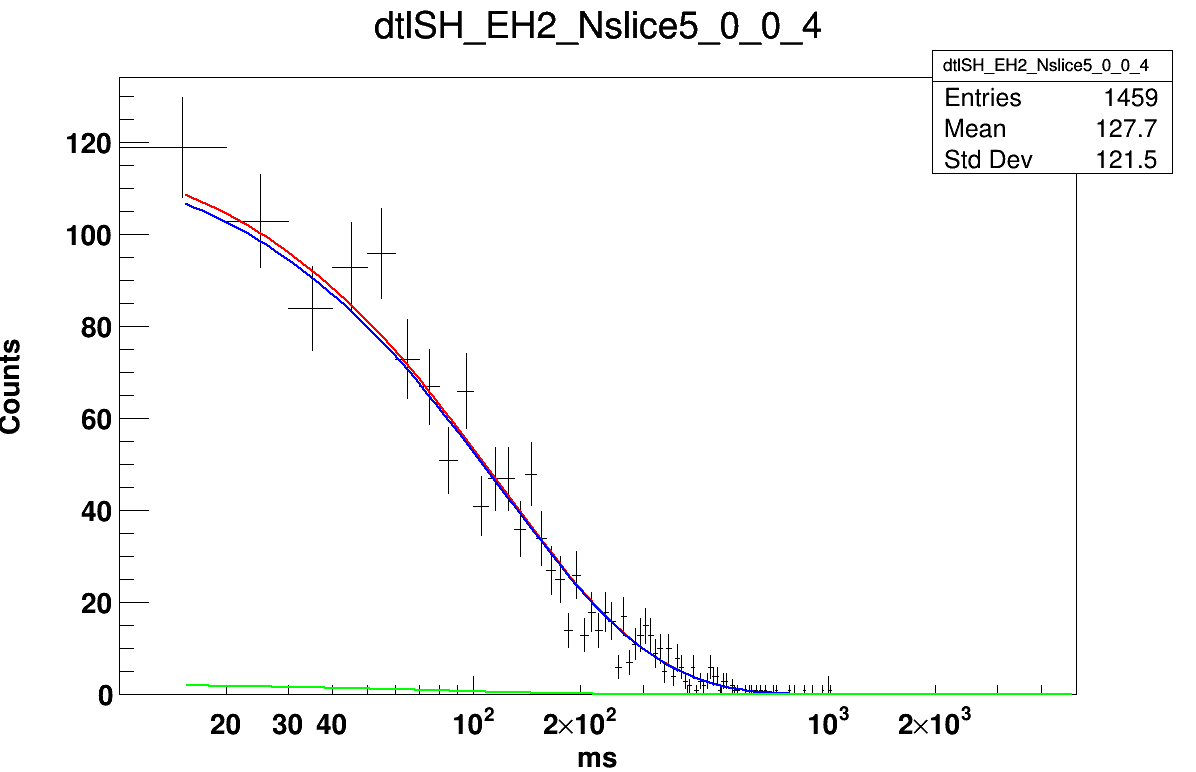 dtlSH_EH2_Nslice5_0_0_4
dtlSH_EH2_Nslice5_0_0_4
Entries 1459
Mean 127.7
Std Dev 121.5
Counts
120
100
80
60
40
20
0
20 30 40 10² 2×10² 10³ 2×10³
ms